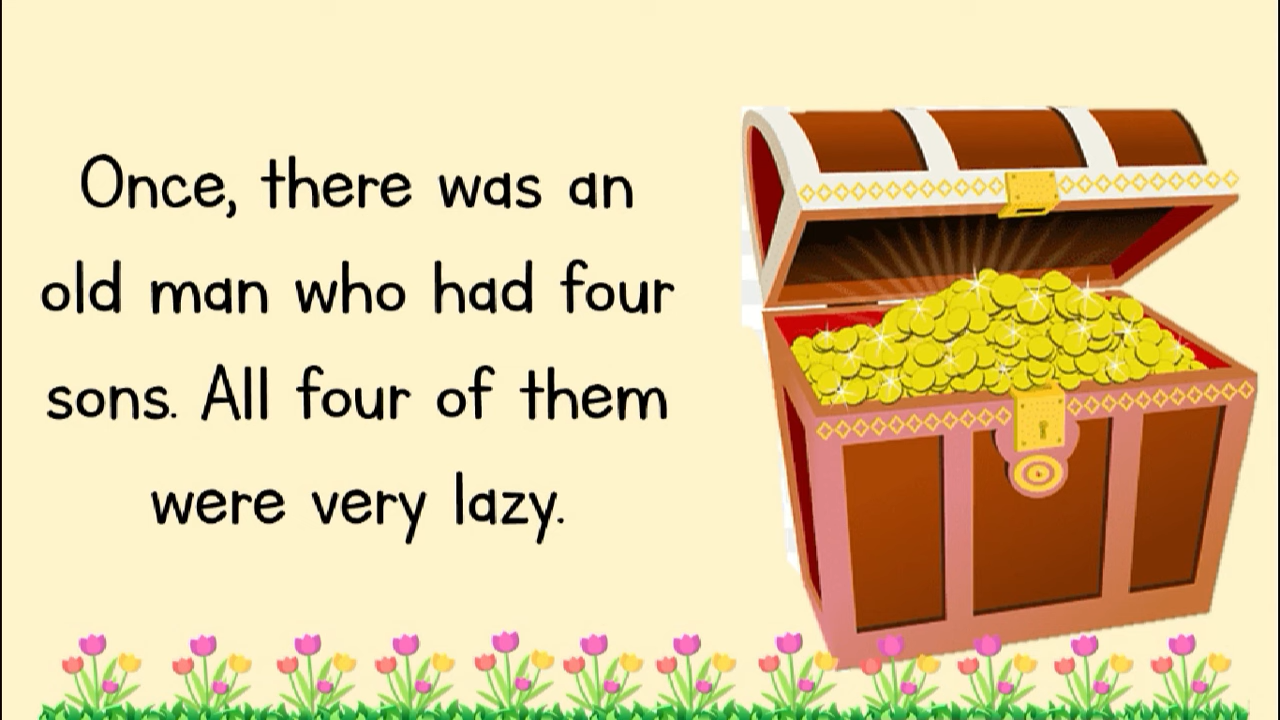 Once, there was an
old man who had four
sons. All four of them
were very lazy.